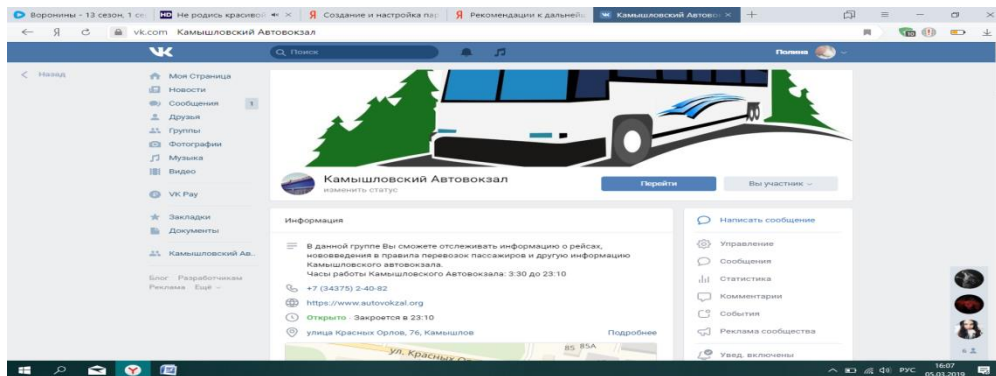 Воронины - 13 сезон, 1 се
HD Не родись красивой
Я Создание и настройка пар
Я Рекомендации к дальней
Камышловский Автово
vk.com Камышловский Автовокзал
Поиск
Полина
Назад
Моя Страница
Новости
Сообщения 1
Друзья
Группы
Фотографии
Музыка
Видео
VK Pay
Закладки
Документы
Камышловский Ав..
Блог Разработчикам
Реклама Ещё
Камышловский Автовокзал
изменить статус
Перейти
Вы участник
Информация
В данной группе Вы сможете отслеживать информацию о рейсах,
нововведения в правила перевозок пассажиров и другую информацию
Камышловского автовокзала.
Часы работы Камышловского Автовокзала: 3:30 до 23:10
+7 (34375) 2-40-82
https://www.autovokzal.org
Открыто · Закроется в 23:10
улица Красных Орлов, 76, Камышлов
Подробнее
ул. Красных О
85 85А
Написать сообщение
Управление
Сообщения
Статистика
Комментарии
События
Реклама сообщества
Увед. включены
РУС
16:07
05.03.2019